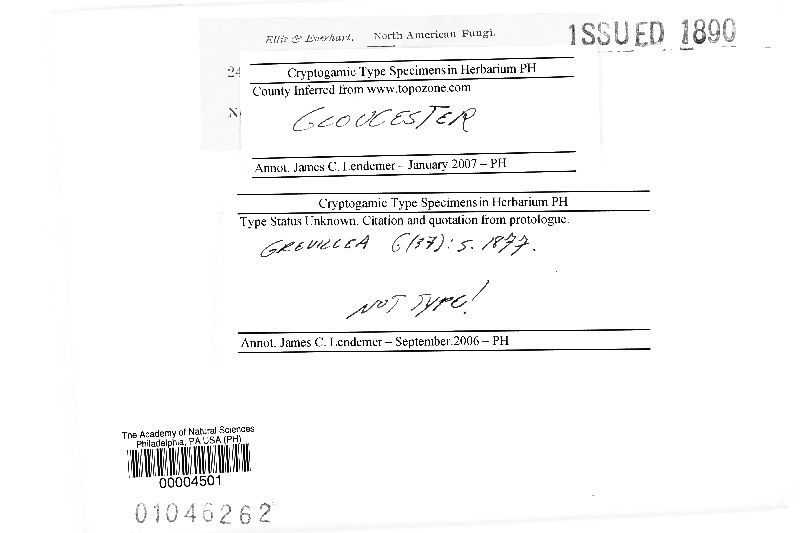 Ellis & Everhart, North American Fungi.
ISSUED 1890
24
Cryptogamic Type Specimens in Herbarium PH
County Inferred from www.topozone.com
N
GLOUCESTER
Annot. James C. Lendemer – January 2007 – PH
Cryptogamic Type Specimens in Herbarium PH
Type Status Unknown. Citation and quotation from protologue.
GREVILLEA 6(37): 5. 1877.
NOT TYPE!
Annot. James C. Lendemer – September.2006 – PH
The Academy of Natural Sciences
Philadelphia, PA USA (PH)
00004501
01046262